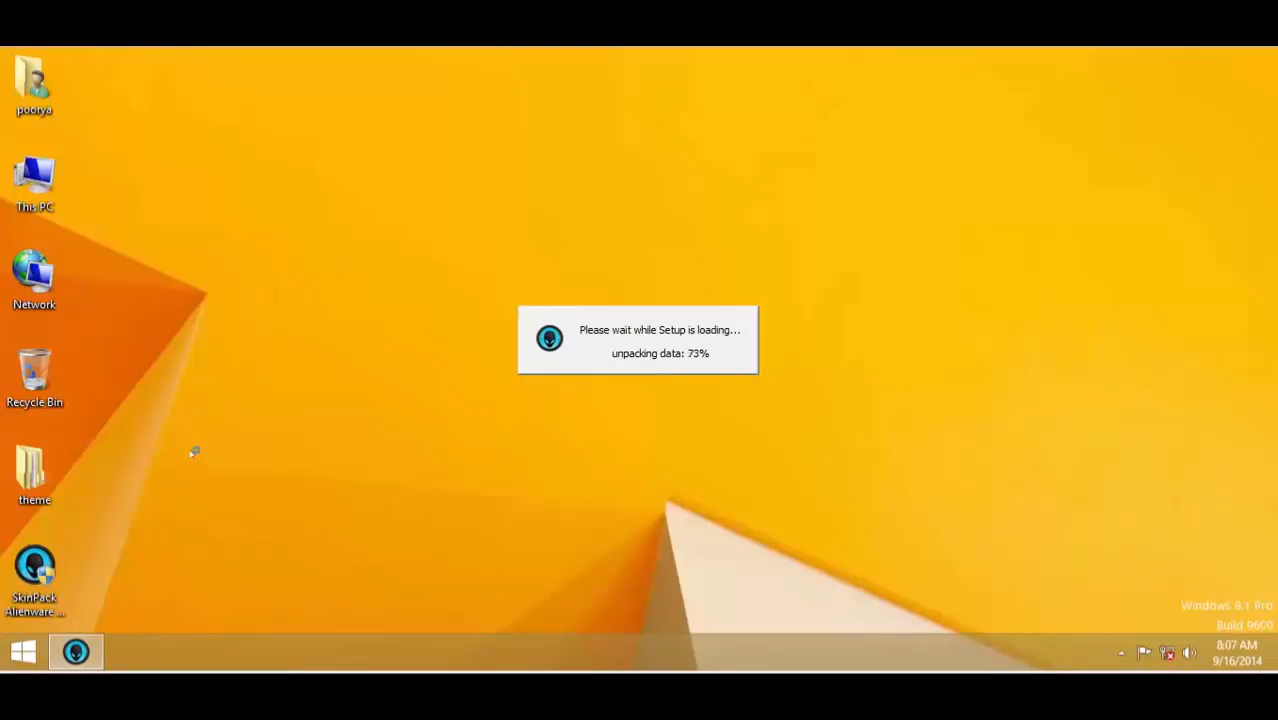 poorya
This PC
Network
Recycle Bin
theme
SkinPack
Alienware ...
Please wait while Setup is loading...
unpacking data: 73%
Windows 8.1 Pro
Build 9600
8:07 AM
9/16/2014